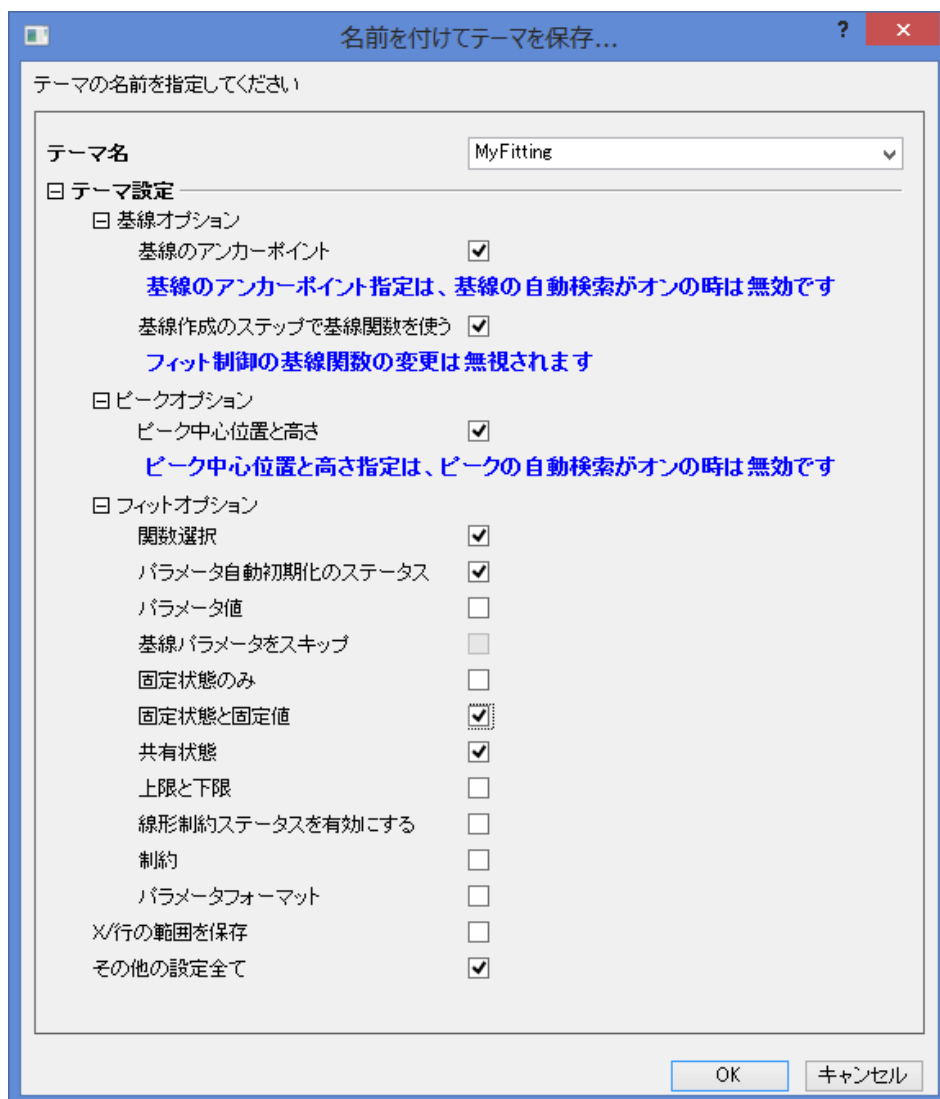 名前を付けてテーマを保存...
?
テーマの名前を指定してください
テーマ名 MyFitting
テーマ設定
基線オプション
基線のアンカーポイント
基線のアンカーポイント指定は、基線の自動検索がオンの時は無効です
基線作成のステップで基線関数を使う
フィット制御の基線関数の変更は無視されます
ピークオプション
ピーク中心位置と高さ
ピーク中心位置と高さ指定は、ピークの自動検索がオンの時は無効です
フィットオプション
関数選択
パラメータ自動初期化のステータス
パラメータ値
基線パラメータをスキップ
固定状態のみ
固定状態と固定値
共有状態
上限と下限
線形制約ステータスを有効にする
制約
パラメータフォーマット
X/行の範囲を保存
その他の設定全て
OK キャンセル